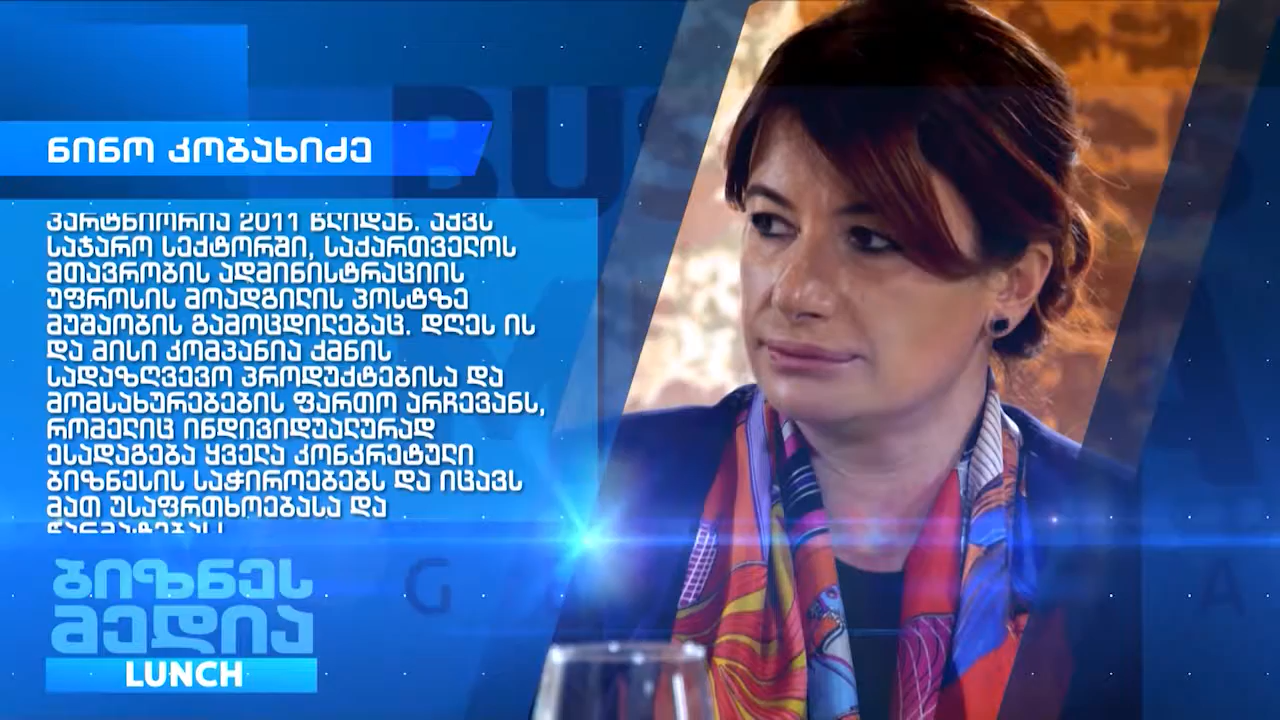 ნინო კობახიძე
პარტნიორია 2011 წლიდან. აქვს
საჯარო სექტორში, საქართველოს
მთავრობის ადმინისტრაციის
უფროსის მოადგილის პოსტზე
მუშაობის გამოცდილებაც. დღეს ის
და მისი კომპანია ქმნის
სადაზღვევო პროდუქტებისა და
მომსახურებების ფართო არჩევანს,
რომელიც ინდივიდუალურად
ესადაგება ყველა კონკრეტული
ბიზნესის საჭიროებებს და იცავს
მათ უსაფრთხოებასა და
წარმატებას!
ბიზნეს
მედია
LUNCH